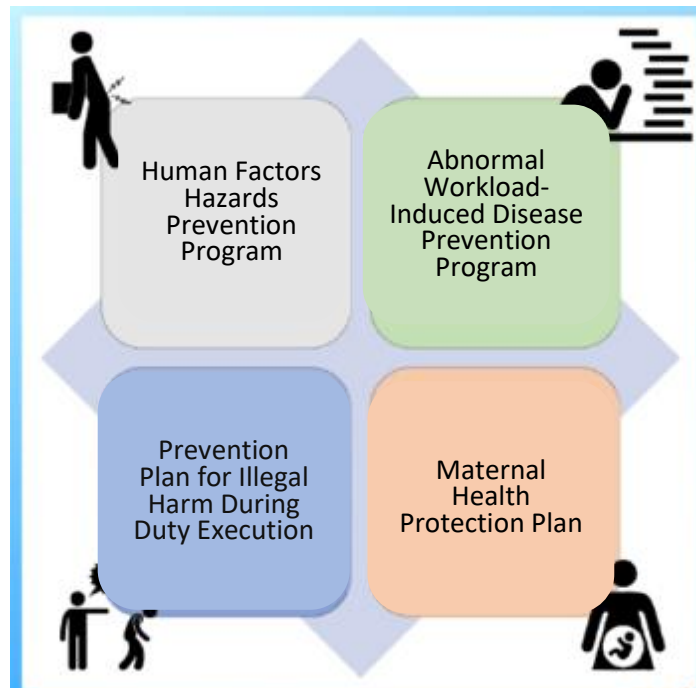 Human Factors
Hazards
Prevention
Program
Abnormal
Workload-
Induced Disease
Prevention
Program
Prevention
Plan for Illegal
Harm During
Duty Execution
Maternal
Health
Protection Plan